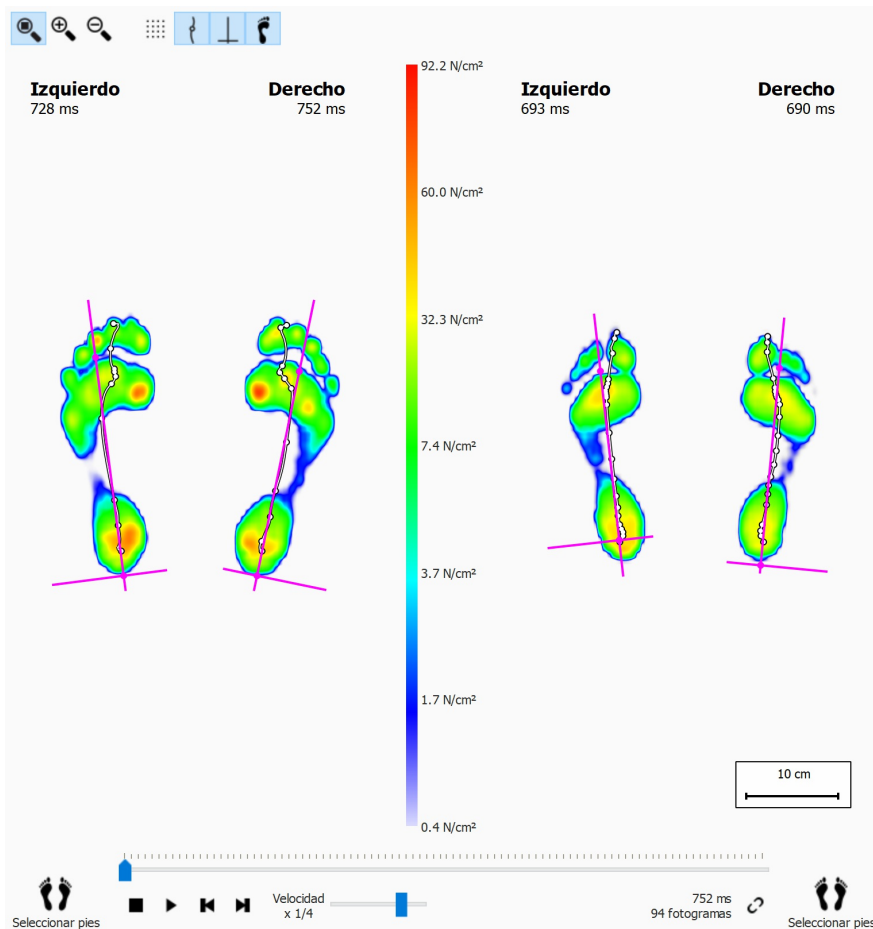 Izquierdo
728 ms
Derecho
752 ms
92.2 N/cm²
60.0 N/cm²
32.3 N/cm²
7.4 N/cm²
3.7 N/cm²
1.7 N/cm²
0.4 N/cm²
Izquierdo
693 ms
Derecho
690 ms
10 cm
Seleccionar pies
Velocidad
x 1/4
752 ms
94 fotogramas
Seleccionar pies